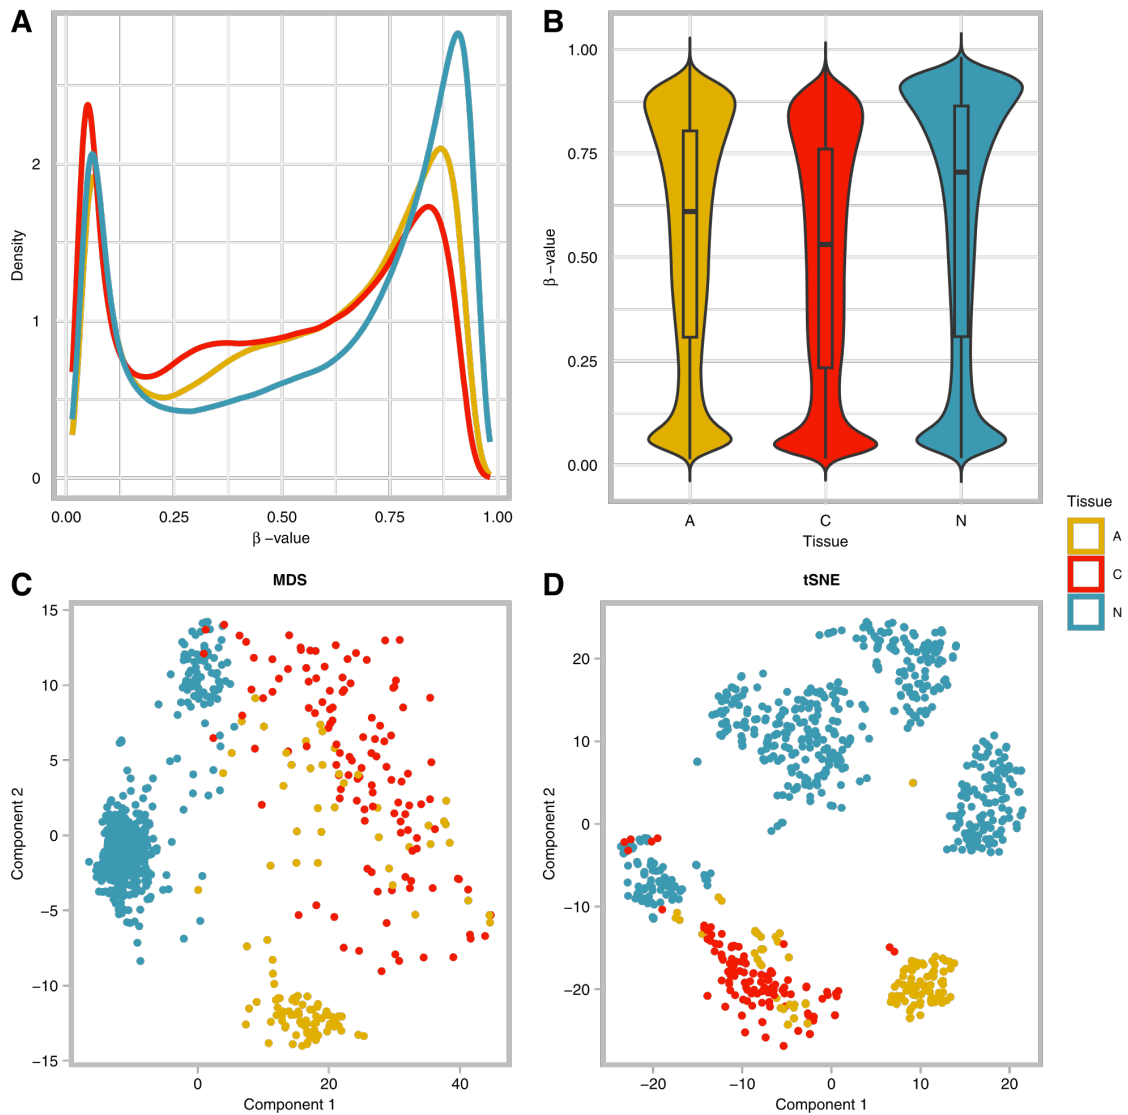 A
Density
2
1
0
0.00 0.25 0.50 0.75 1.00
β -value
B
β -value
1.00
0.75
0.50
0.25
0.00
A C N
Tissue
Tissue
A
C
N
C
MDS
Component 2
15
10
5
0
−5
−10
−15
0 20 40
Component 1
D
tSNE
Component 2
20
10
0
−10
−20
−20 −10 0 10 20
Component 1